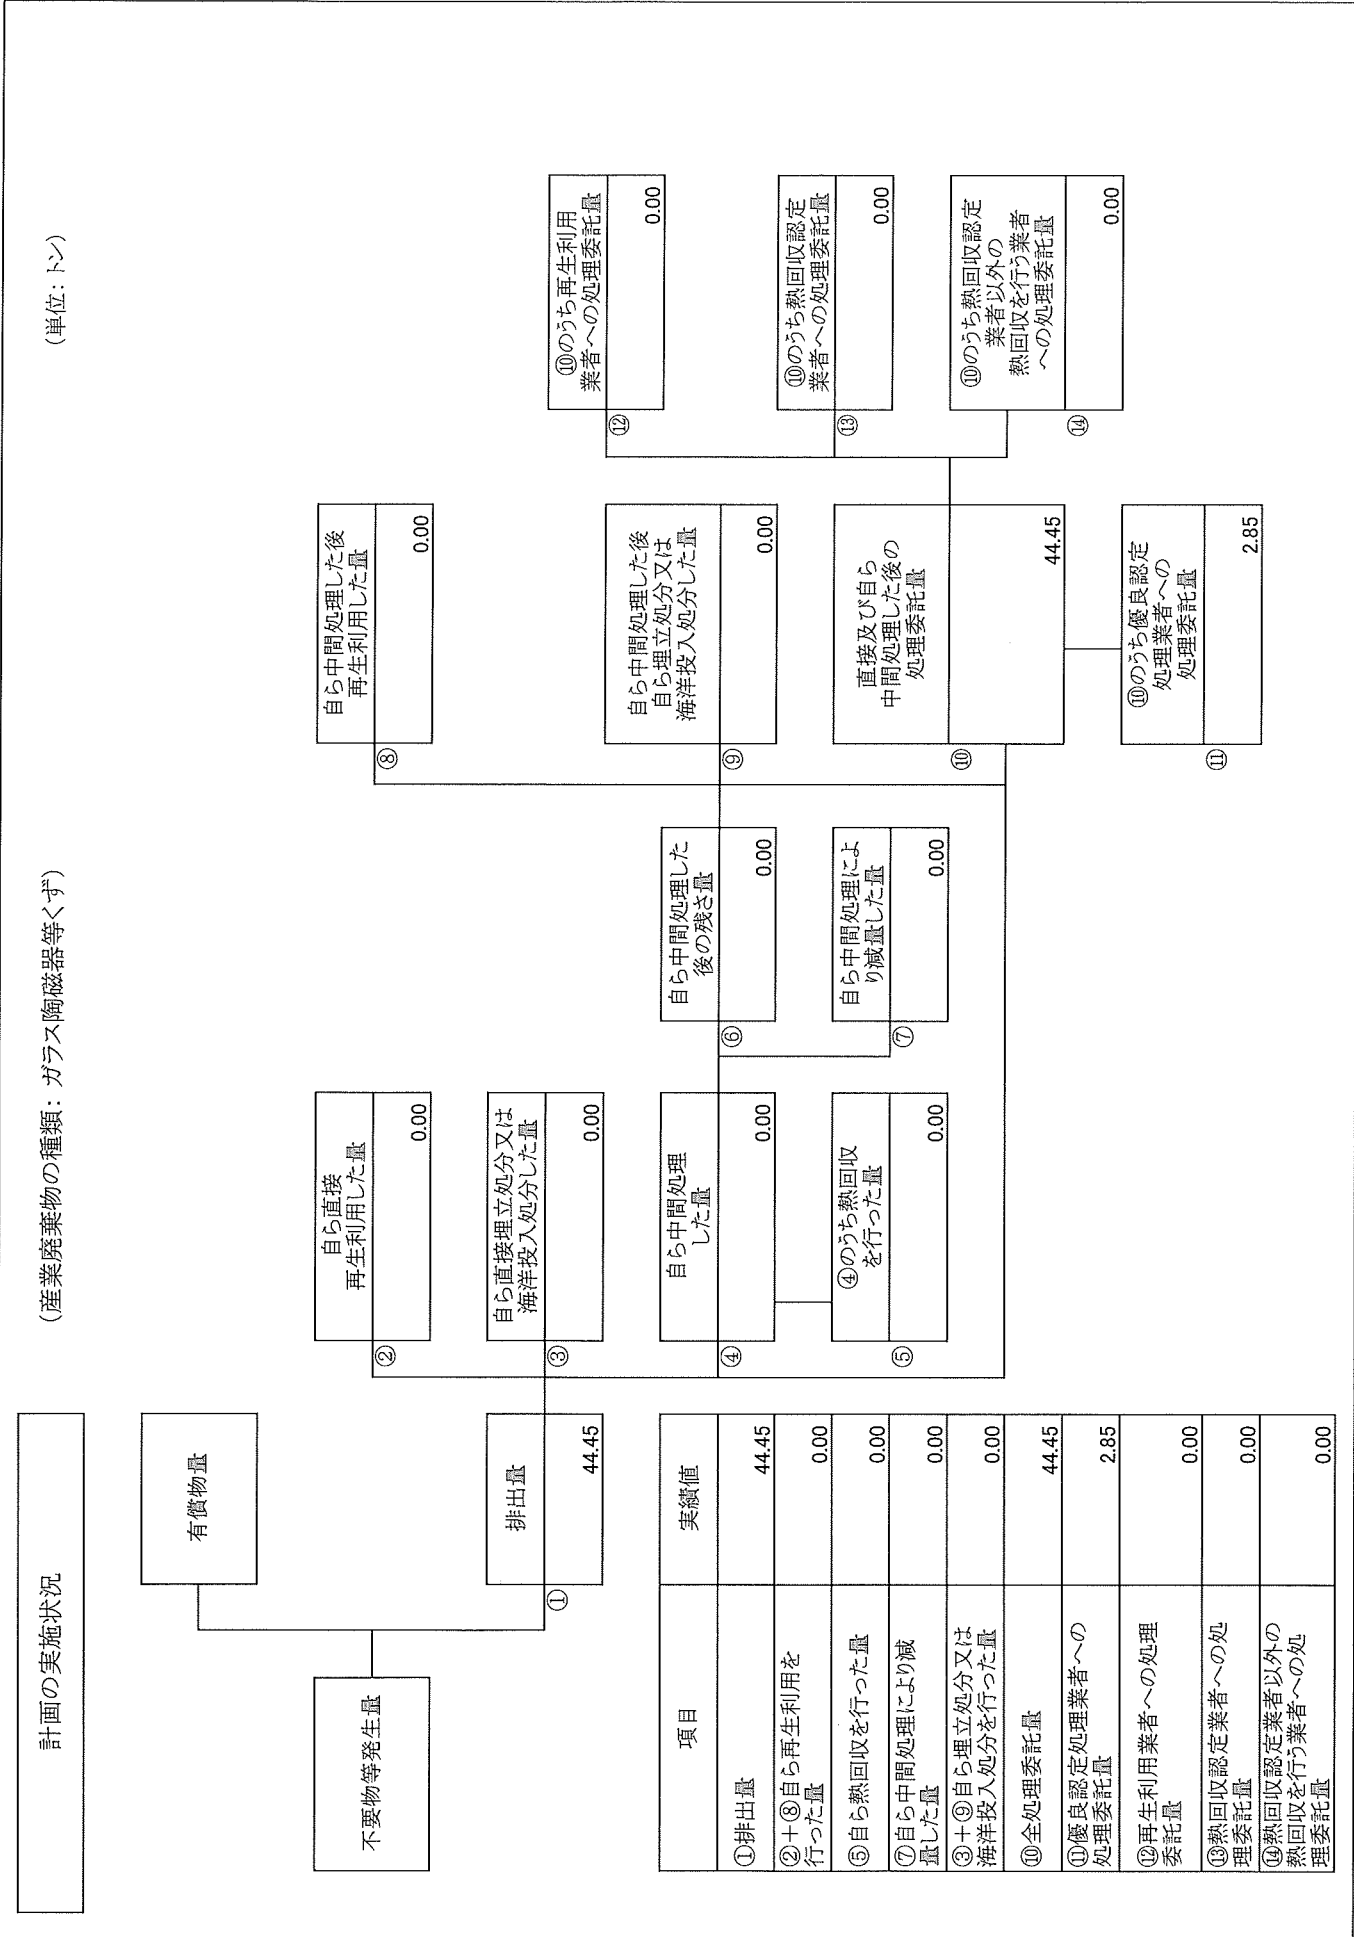 計画の実施状況
(産業廃棄物の種類：ガラス陶磁器等くず)
(単位：トン)
不要物等発生量
有償物量
①
排出量
44.45
②
自ら直接
再生利用した量
0.00
③
自ら直接埋立処分又は
海洋投入処分した量
0.00
④
自ら中間処理
した量
0.00
⑤
④のうち熱回収
を行った量
0.00
⑥
自ら中間処理した
後の残さ量
0.00
⑦
自ら中間処理によ
り減量した量
0.00
⑧
自ら中間処理した後
再生利用した量
0.00
⑨
自ら中間処理した後
自ら埋立処分又は
海洋投入処分した量
0.00
⑩
直接及び自ら
中間処理した後の
処理委託量
44.45
⑪
⑩のうち優良認定
処理業者への
処理委託量
2.85
⑫
⑩のうち再生利用
業者への処理委託量
0.00
⑬
⑩のうち熱回収認定
業者への処理委託量
0.00
⑭
⑩のうち熱回収認定
業者以外の
熱回収を行う業者
への処理委託量
0.00
項目 実績値
①排出量 44.45
②＋⑧自ら再生利用を
行った量 0.00
⑤自ら熱回収を行った量 0.00
⑦自ら中間処理により減
量した量 0.00
③＋⑨自ら埋立処分又は
海洋投入処分を行った量 0.00
⑩全処理委託量 44.45
⑪優良認定処理業者への
処理委託量 2.85
⑫再生利用業者への処理
委託量 0.00
⑬熱回収認定業者への処
理委託量 0.00
⑭熱回収認定業者以外の
熱回収を行う業者への処
理委託量 0.00